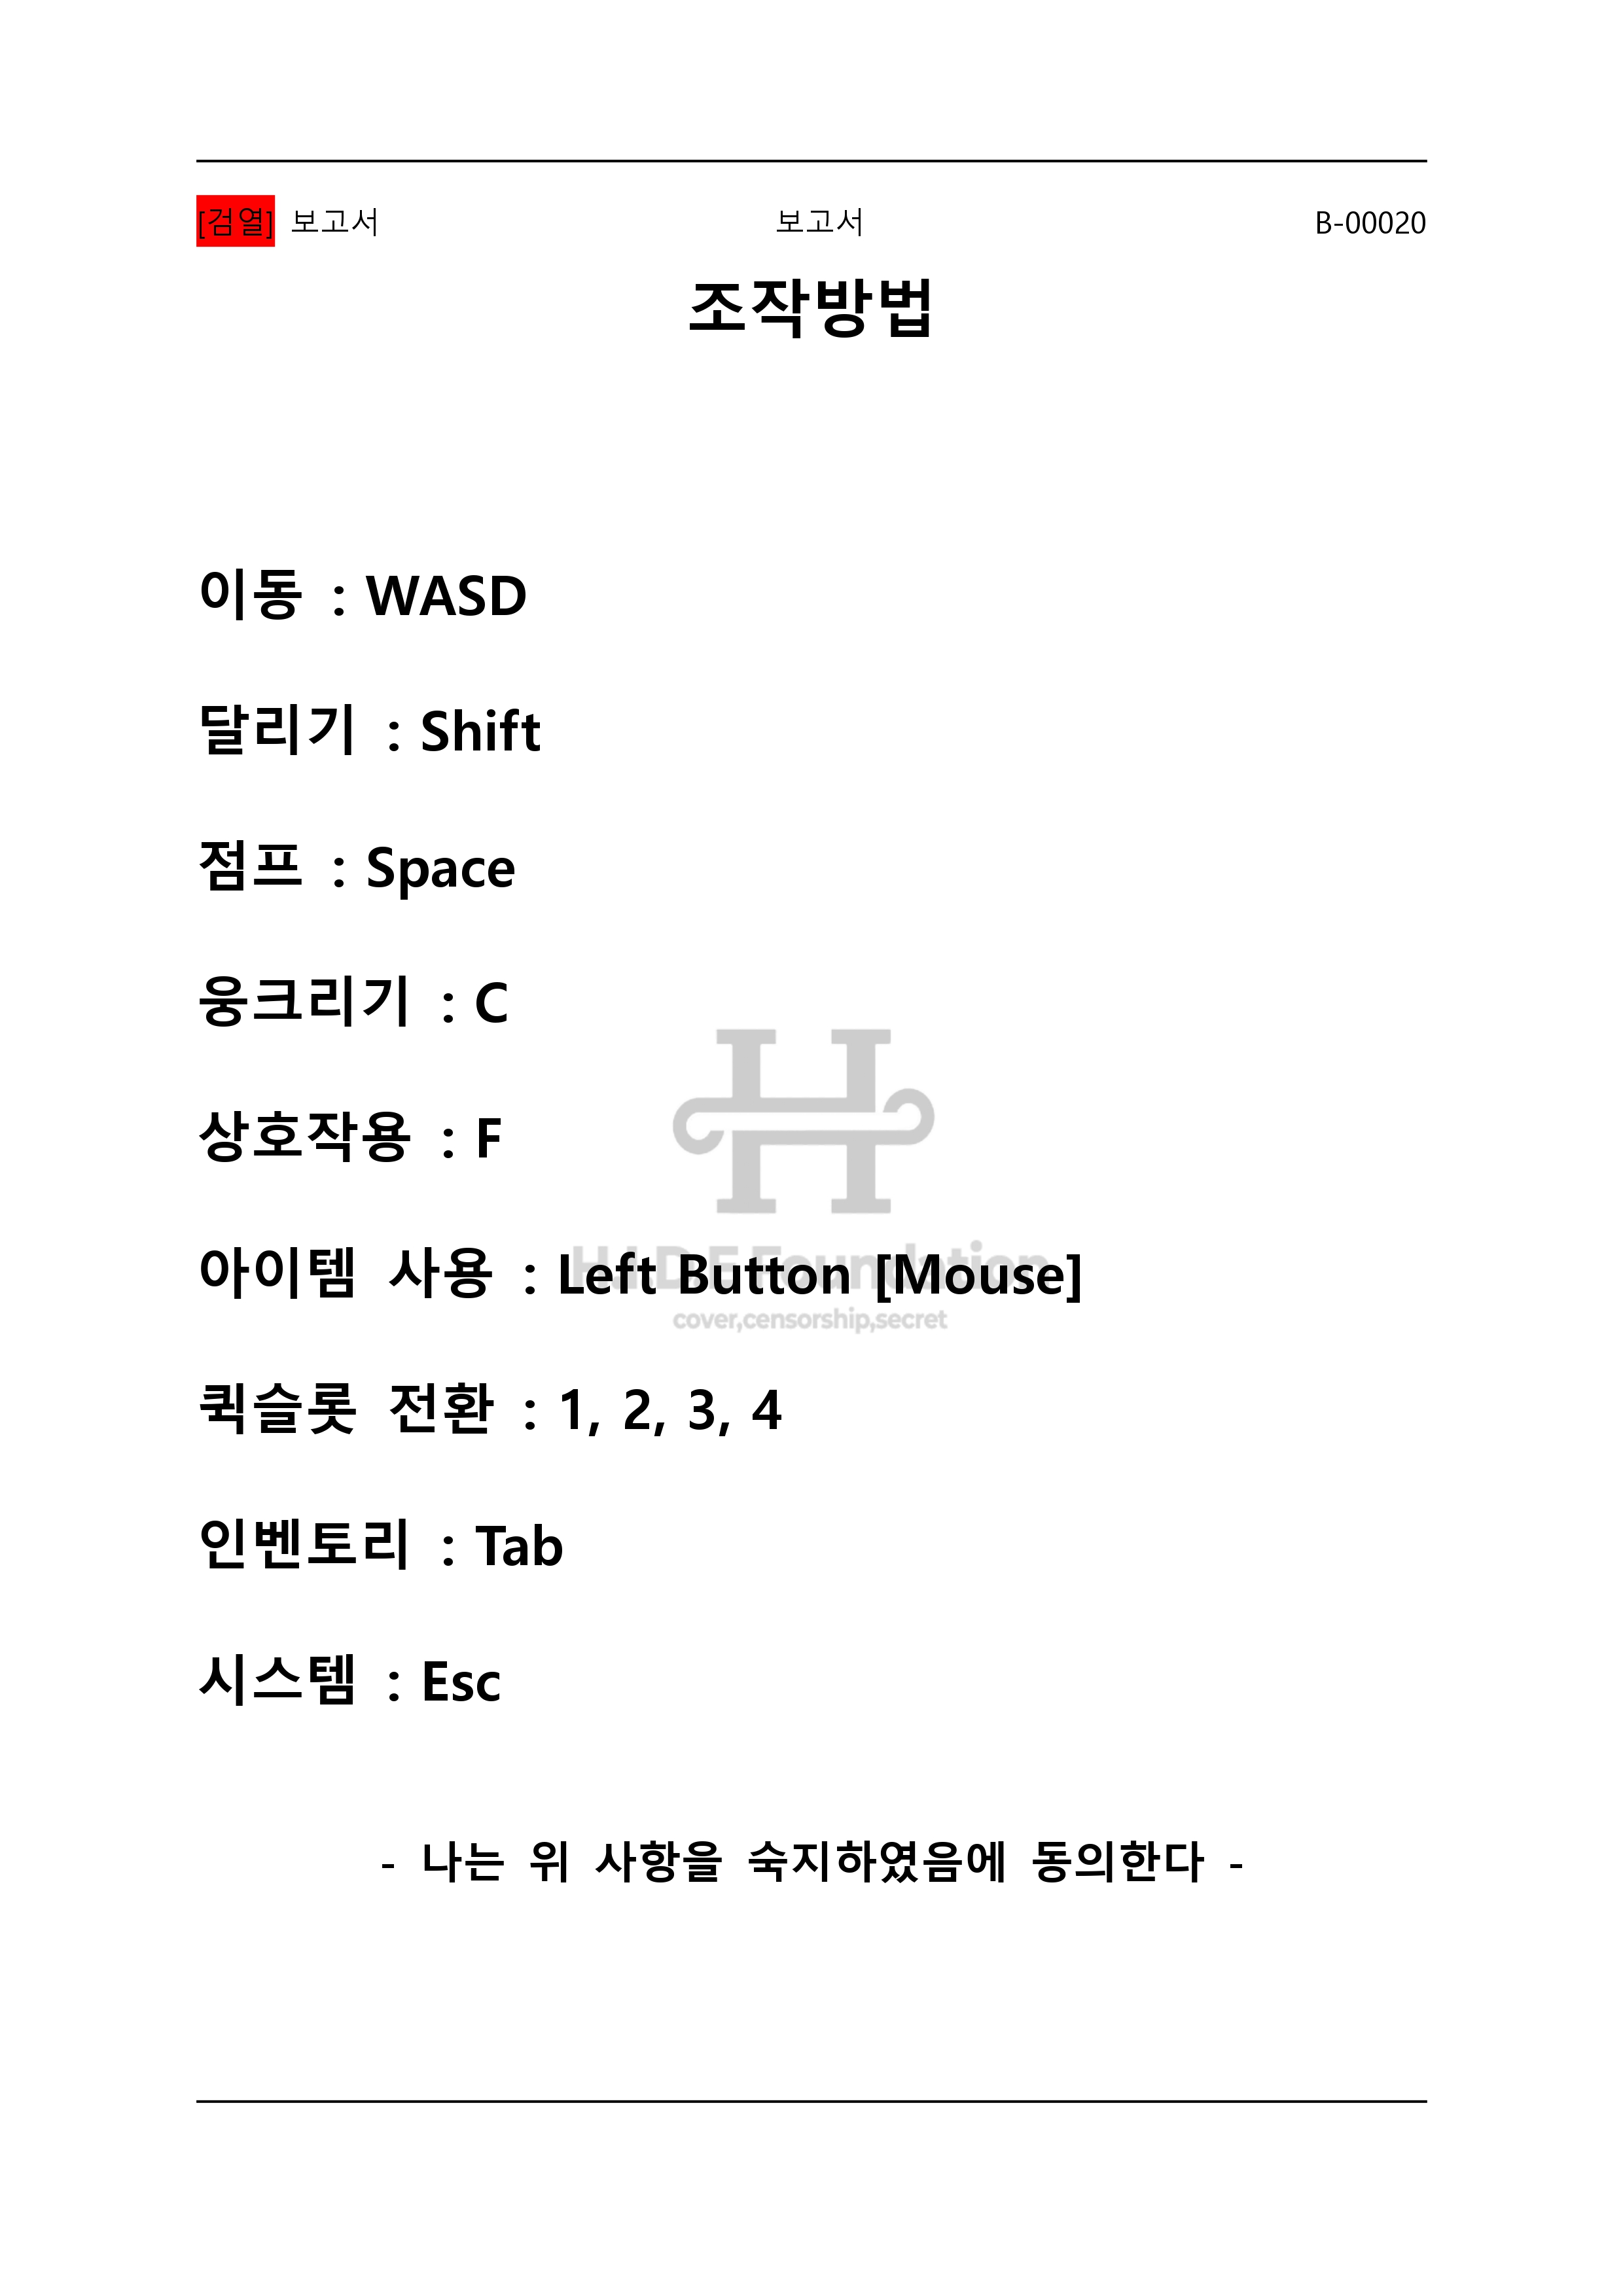 [검열] 보고서 보고서 B-00020
조작방법
이동 : WASD
달리기 : Shift
점프 : Space
웅크리기 : C
상호작용 : F
H.I.D.E Foundation
아이템 사용 : Left Button [Mouse]
cover,censorship,secret
퀵슬롯 전환 : 1, 2, 3, 4
인벤토리 : Tab
시스템 : Esc
- 나는 위 사항을 숙지하였음에 동의한다 -